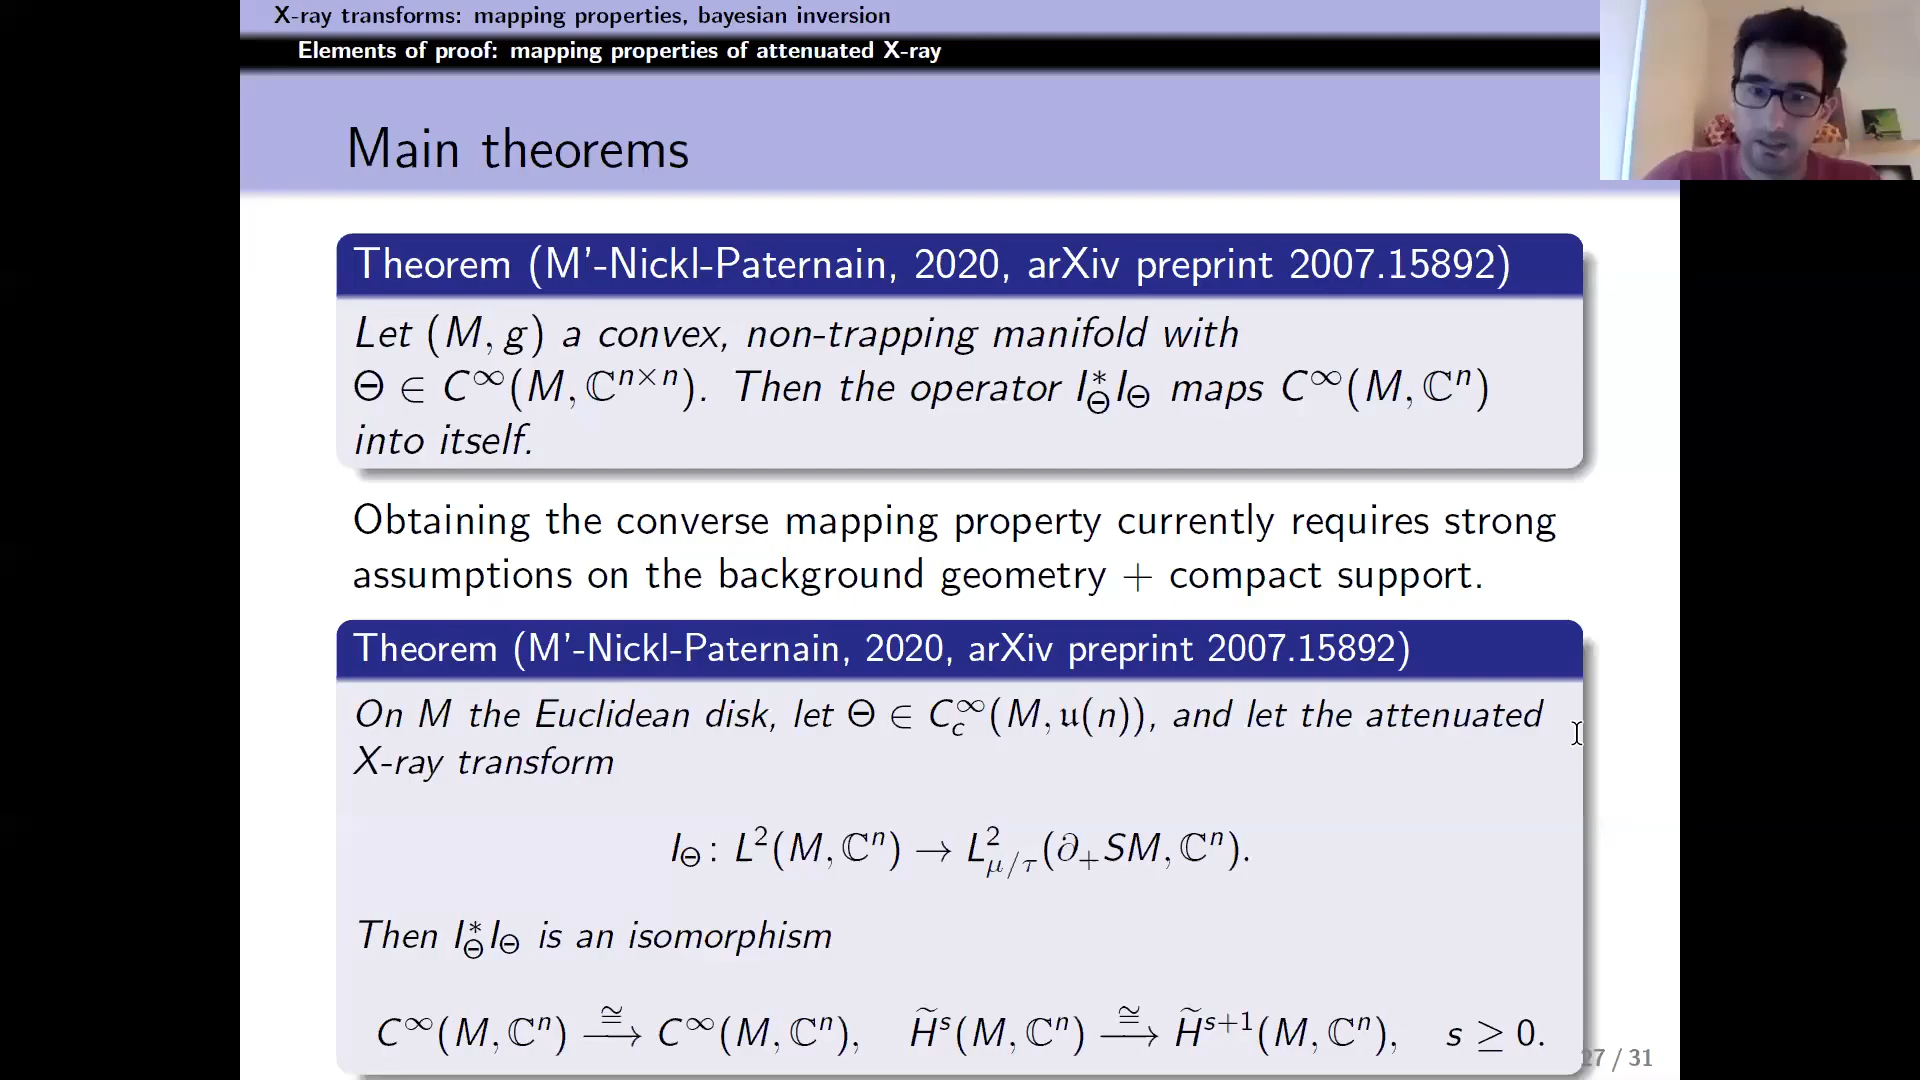 X-ray transforms: mapping properties, bayesian inversion
Elements of proof: mapping properties of attenuated X-ray
Main theorems
Theorem (M'-Nickl-Paternain, 2020, arXiv preprint 2007.15892)
Let (M, g) a convex, non-trapping manifold with
Θ ∈ C^∞(M, ℂ^{n×n}). Then the operator I_Θ^* I_Θ maps C^∞(M, ℂ^n)
into itself.
Obtaining the converse mapping property currently requires strong
assumptions on the background geometry + compact support.
Theorem (M'-Nickl-Paternain, 2020, arXiv preprint 2007.15892)
On M the Euclidean disk, let Θ ∈ C_c^∞(M, 𝔲(n)), and let the attenuated
X-ray transform
I_Θ : L^2(M, ℂ^n) → L^2_{μ/τ}(∂_+SM, ℂ^n).
Then I_Θ^* I_Θ is an isomorphism
C^∞(M, ℂ^n) ≅⟶ C^∞(M, ℂ^n), H̃^s(M, ℂ^n) ≅⟶ H̃^{s+1}(M, ℂ^n), s ≥ 0.
27 / 31